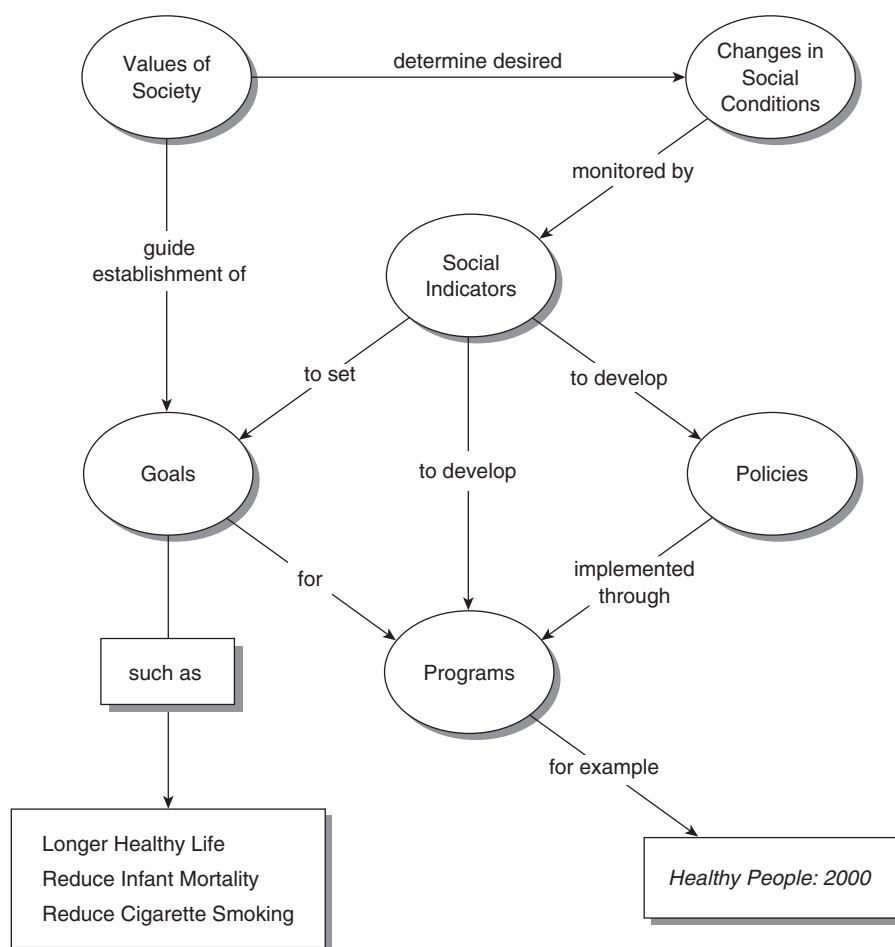 Values of
Society
determine desired
Changes in
Social
Conditions
monitored by
guide
establishment of
Social
Indicators
to set
to develop
Goals
to develop
Policies
for
implemented
through
such as
Programs
for example
Longer Healthy Life
Reduce Infant Mortality
Reduce Cigarette Smoking
Healthy People: 2000